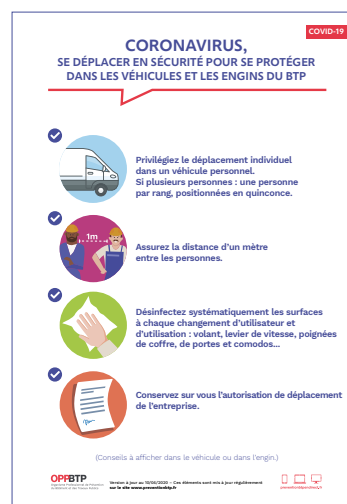 COVID-19
CORONAVIRUS,
SE DÉPLACER EN SÉCURITÉ POUR SE PROTÉGER
DANS LES VÉHICULES ET LES ENGINS DU BTP
Privilégiez le déplacement individuel
dans un véhicule personnel.
Si plusieurs personnes : une personne
par rang, positionnées en quinconce.
1m
Assurez la distance d'un mètre
entre les personnes.
Désinfectez systématiquement les surfaces
à chaque changement d'utilisateur et
d'utilisation : volant, levier de vitesse, poignées
de coffre, de portes et comodos...
Conservez sur vous l'autorisation de déplacement
de l'entreprise.
(Conseils à afficher dans le véhicule ou dans l'engin.)
OPPBTP
Version à jour au 10/04/2020 – Ces éléments sont mis à jour régulièrement
sur le site www.preventionbtp.fr